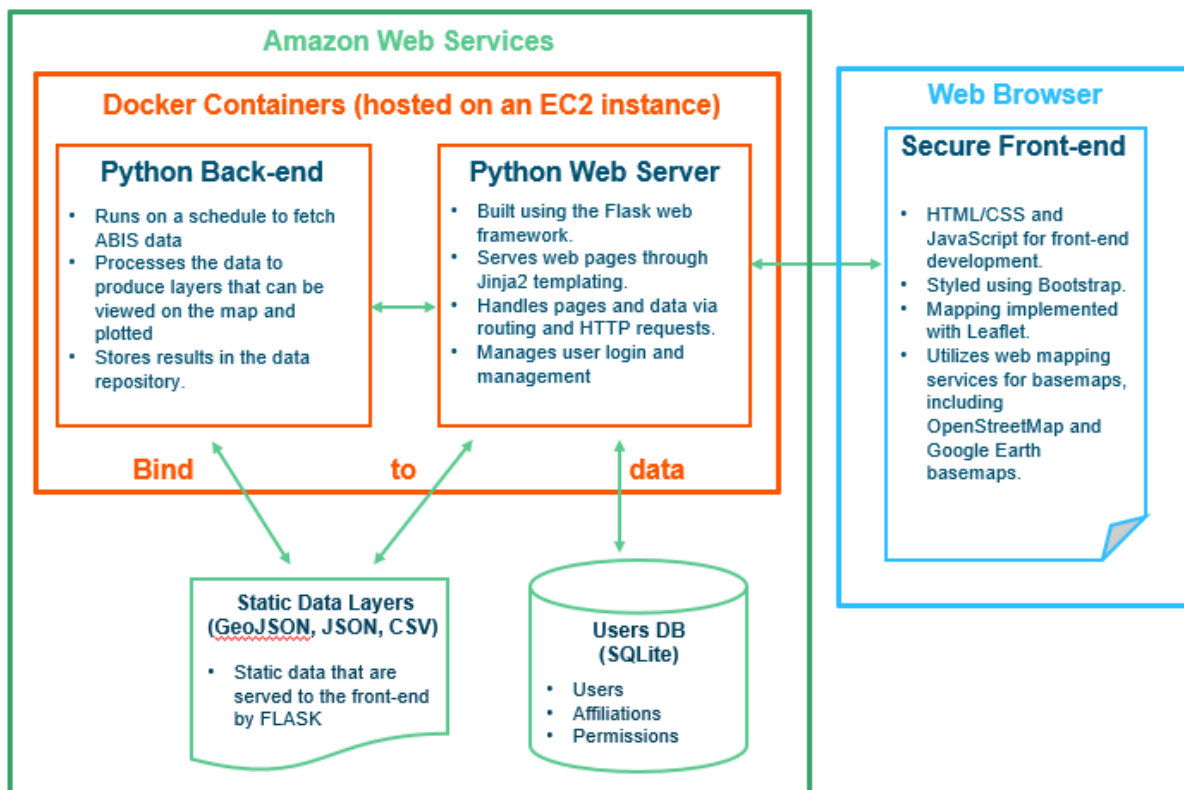 Amazon Web Services
Docker Containers (hosted on an EC2 instance)
Python Back-end
• Runs on a schedule to fetch
ABIS data
• Processes the data to
produce layers that can be
viewed on the map and
plotted
• Stores results in the data
repository.
Python Web Server
• Built using the Flask web
framework.
• Serves web pages through
Jinja2 templating.
• Handles pages and data via
routing and HTTP requests.
• Manages user login and
management
Bind to data
Static Data Layers
(GeoJSON, JSON, CSV)
• Static data that are
served to the front-end
by FLASK
Users DB
(SQLite)
• Users
• Affiliations
• Permissions
Web Browser
Secure Front-end
• HTML/CSS and
JavaScript for front-end
development.
• Styled using Bootstrap.
• Mapping implemented
with Leaflet.
• Utilizes web mapping
services for basemaps,
including
OpenStreetMap and
Google Earth
basemaps.